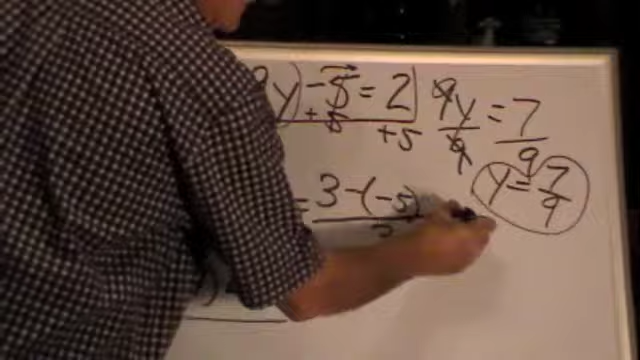 9y) - 5 = 2
+ 5 +5
9y = 7
9 9
y = 7/9
= 3 - (-5)